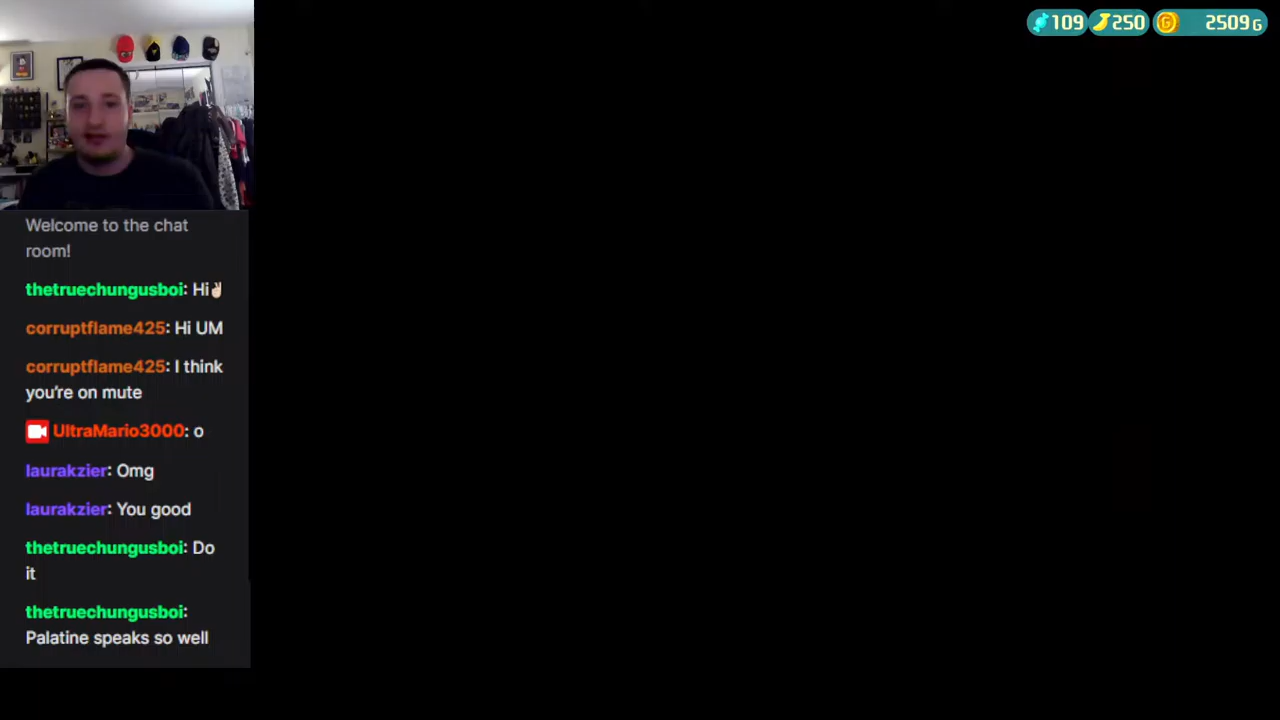 109 250 G 2509G
Welcome to the chat
room!
thetruechungusboi: Hi✌🏻
corruptflame425: Hi UM
corruptflame425: I think
you're on mute
UltraMario3000: o
laurakzier: Omg
laurakzier: You good
thetruechungusboi: Do
it
thetruechungusboi:
Palatine speaks so well